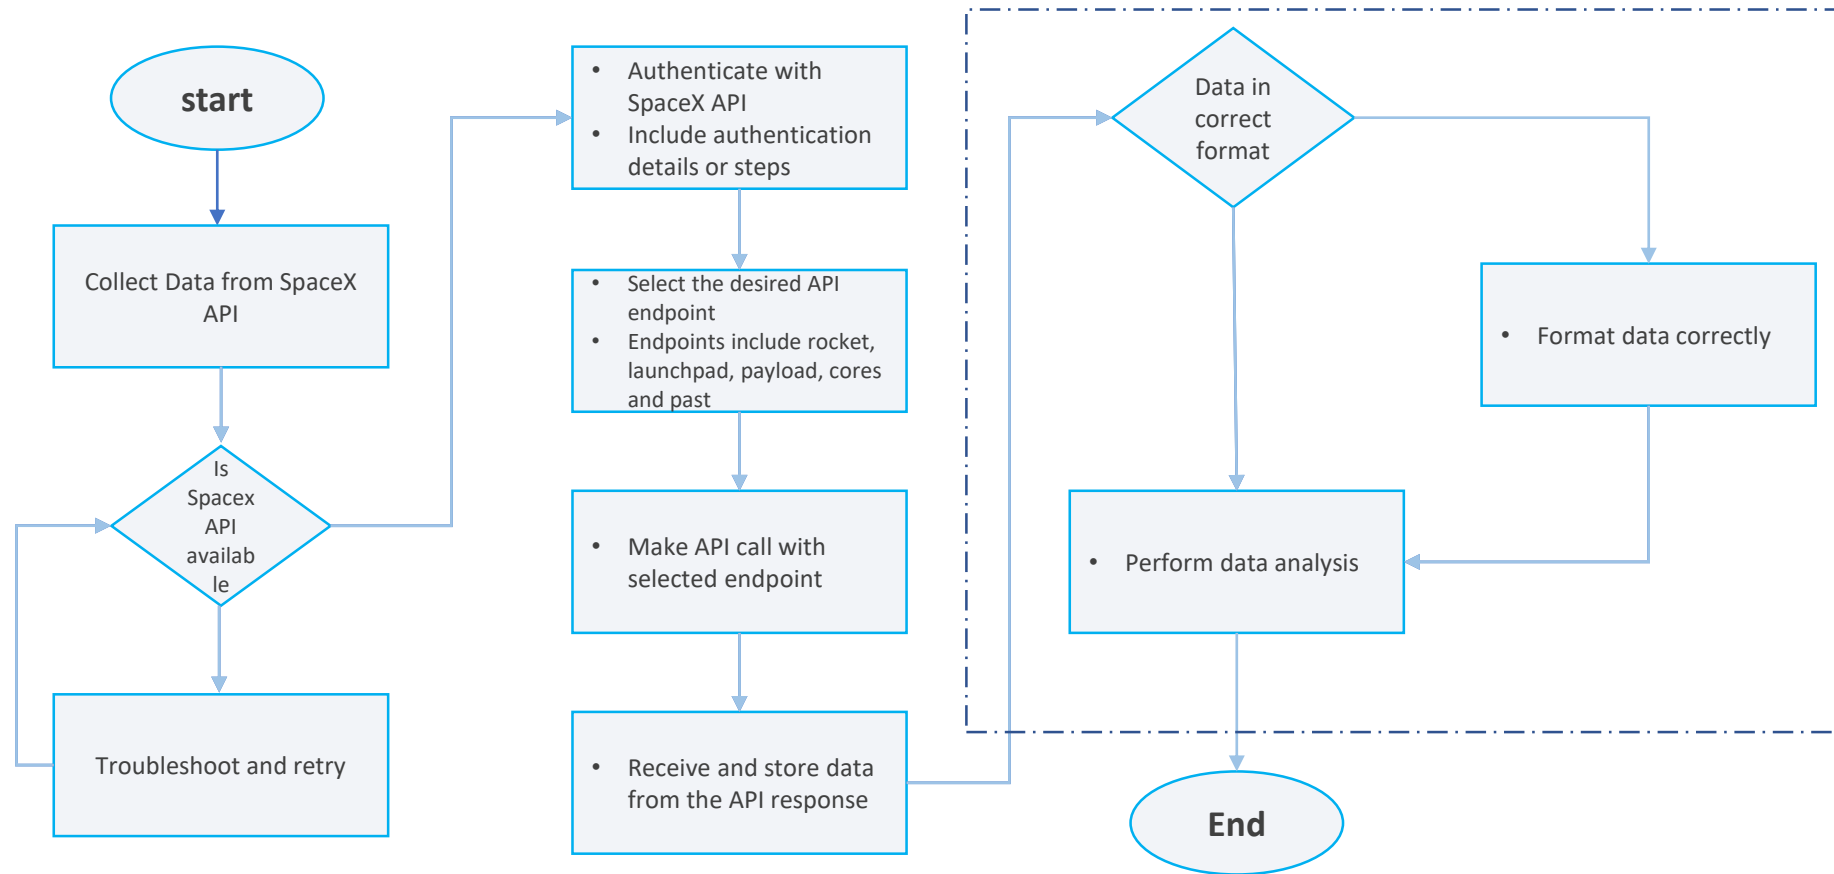 start
Collect Data from SpaceX
API
Is
Spacex
API
availab
le
Troubleshoot and retry
• Authenticate with
SpaceX API
• Include authentication
details or steps
• Select the desired API
endpoint
• Endpoints include rocket,
launchpad, payload, cores
and past
• Make API call with
selected endpoint
• Receive and store data
from the API response
Data in
correct
format
• Format data correctly
• Perform data analysis
End